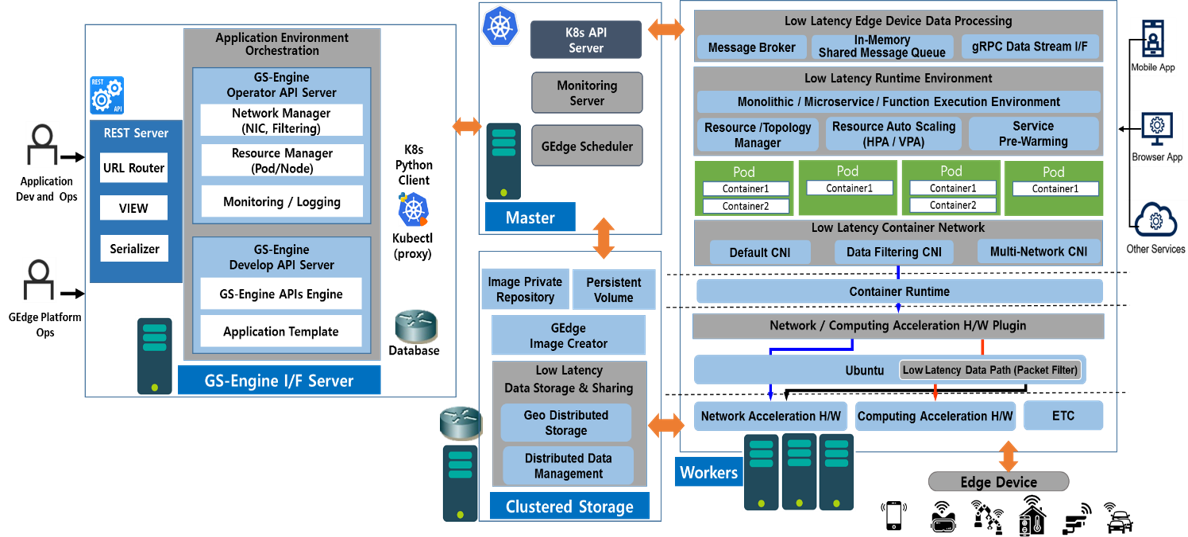 Application
Dev and Ops
GEdge Platform
Ops
REST
API
REST Server
URL Router
VIEW
Serializer
Application Environment
Orchestration
GS-Engine
Operator API Server
Network Manager
(NIC, Filtering)
Resource Manager
(Pod/Node)
Monitoring / Logging
GS-Engine
Develop API Server
GS-Engine APIs Engine
Application Template
GS-Engine I/F Server
K8s
Python
Client
Kubectl
(proxy)
Database
K8s API
Server
Monitoring
Server
GEdge Scheduler
Master
Image Private
Repository
Persistent
Volume
GEdge
Image Creator
Low Latency
Data Storage & Sharing
Geo Distributed
Storage
Distributed Data
Management
Clustered Storage
Low Latency Edge Device Data Processing
Message Broker
In-Memory
Shared Message Queue
gRPC Data Stream I/F
Low Latency Runtime Environment
Monolithic / Microservice / Function Execution Environment
Resource /Topology
Manager
Resource Auto Scaling
(HPA / VPA)
Service
Pre-Warming
Pod
Container1
Container2
Pod
Container1
Pod
Container1
Container2
Pod
Container1
Low Latency Container Network
Default CNI
Data Filtering CNI
Multi-Network CNI
Container Runtime
Network / Computing Acceleration H/W Plugin
Ubuntu
Low Latency Data Path (Packet Filter)
Network Acceleration H/W
Computing Acceleration H/W
ETC
Workers
Edge Device
Mobile App
Browser App
Other Services